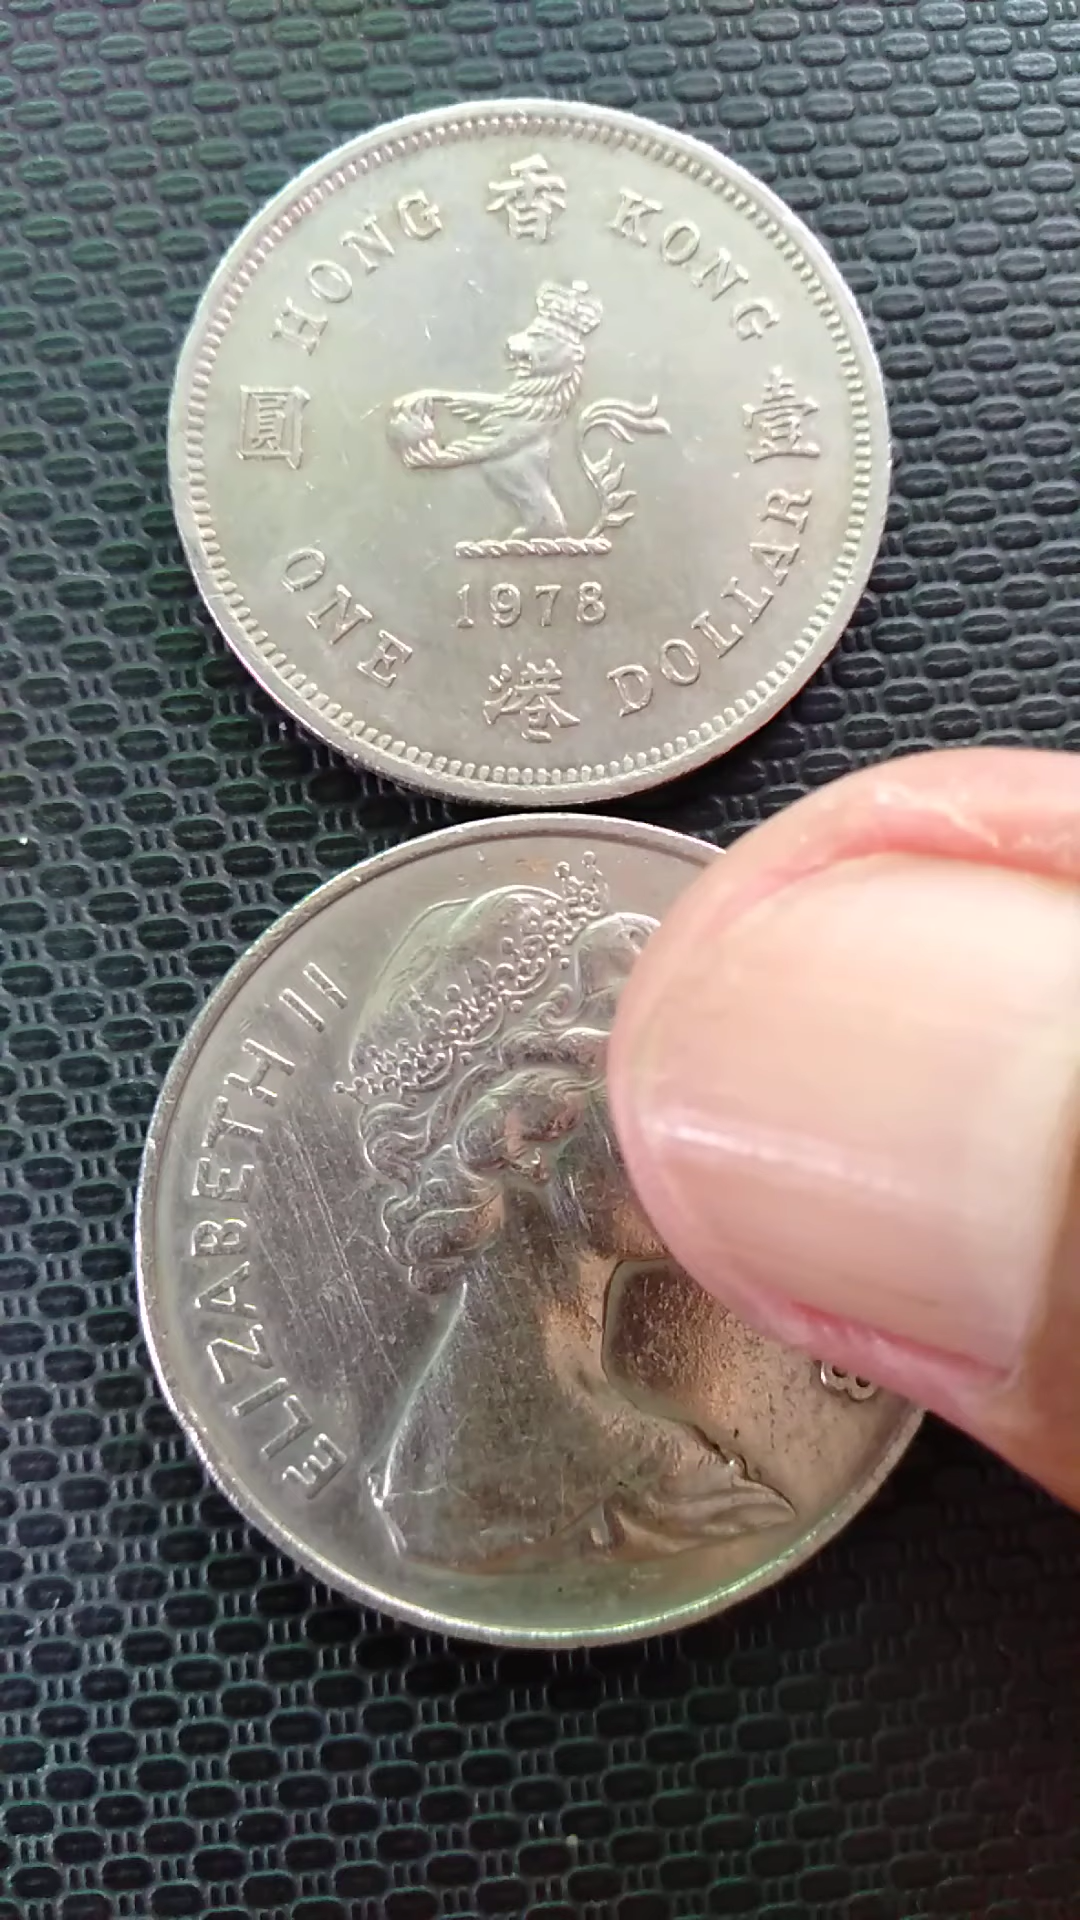 HONG 香 KONG
圓 壹
1978
ONE 港 DOLLAR
ELIZABETH II